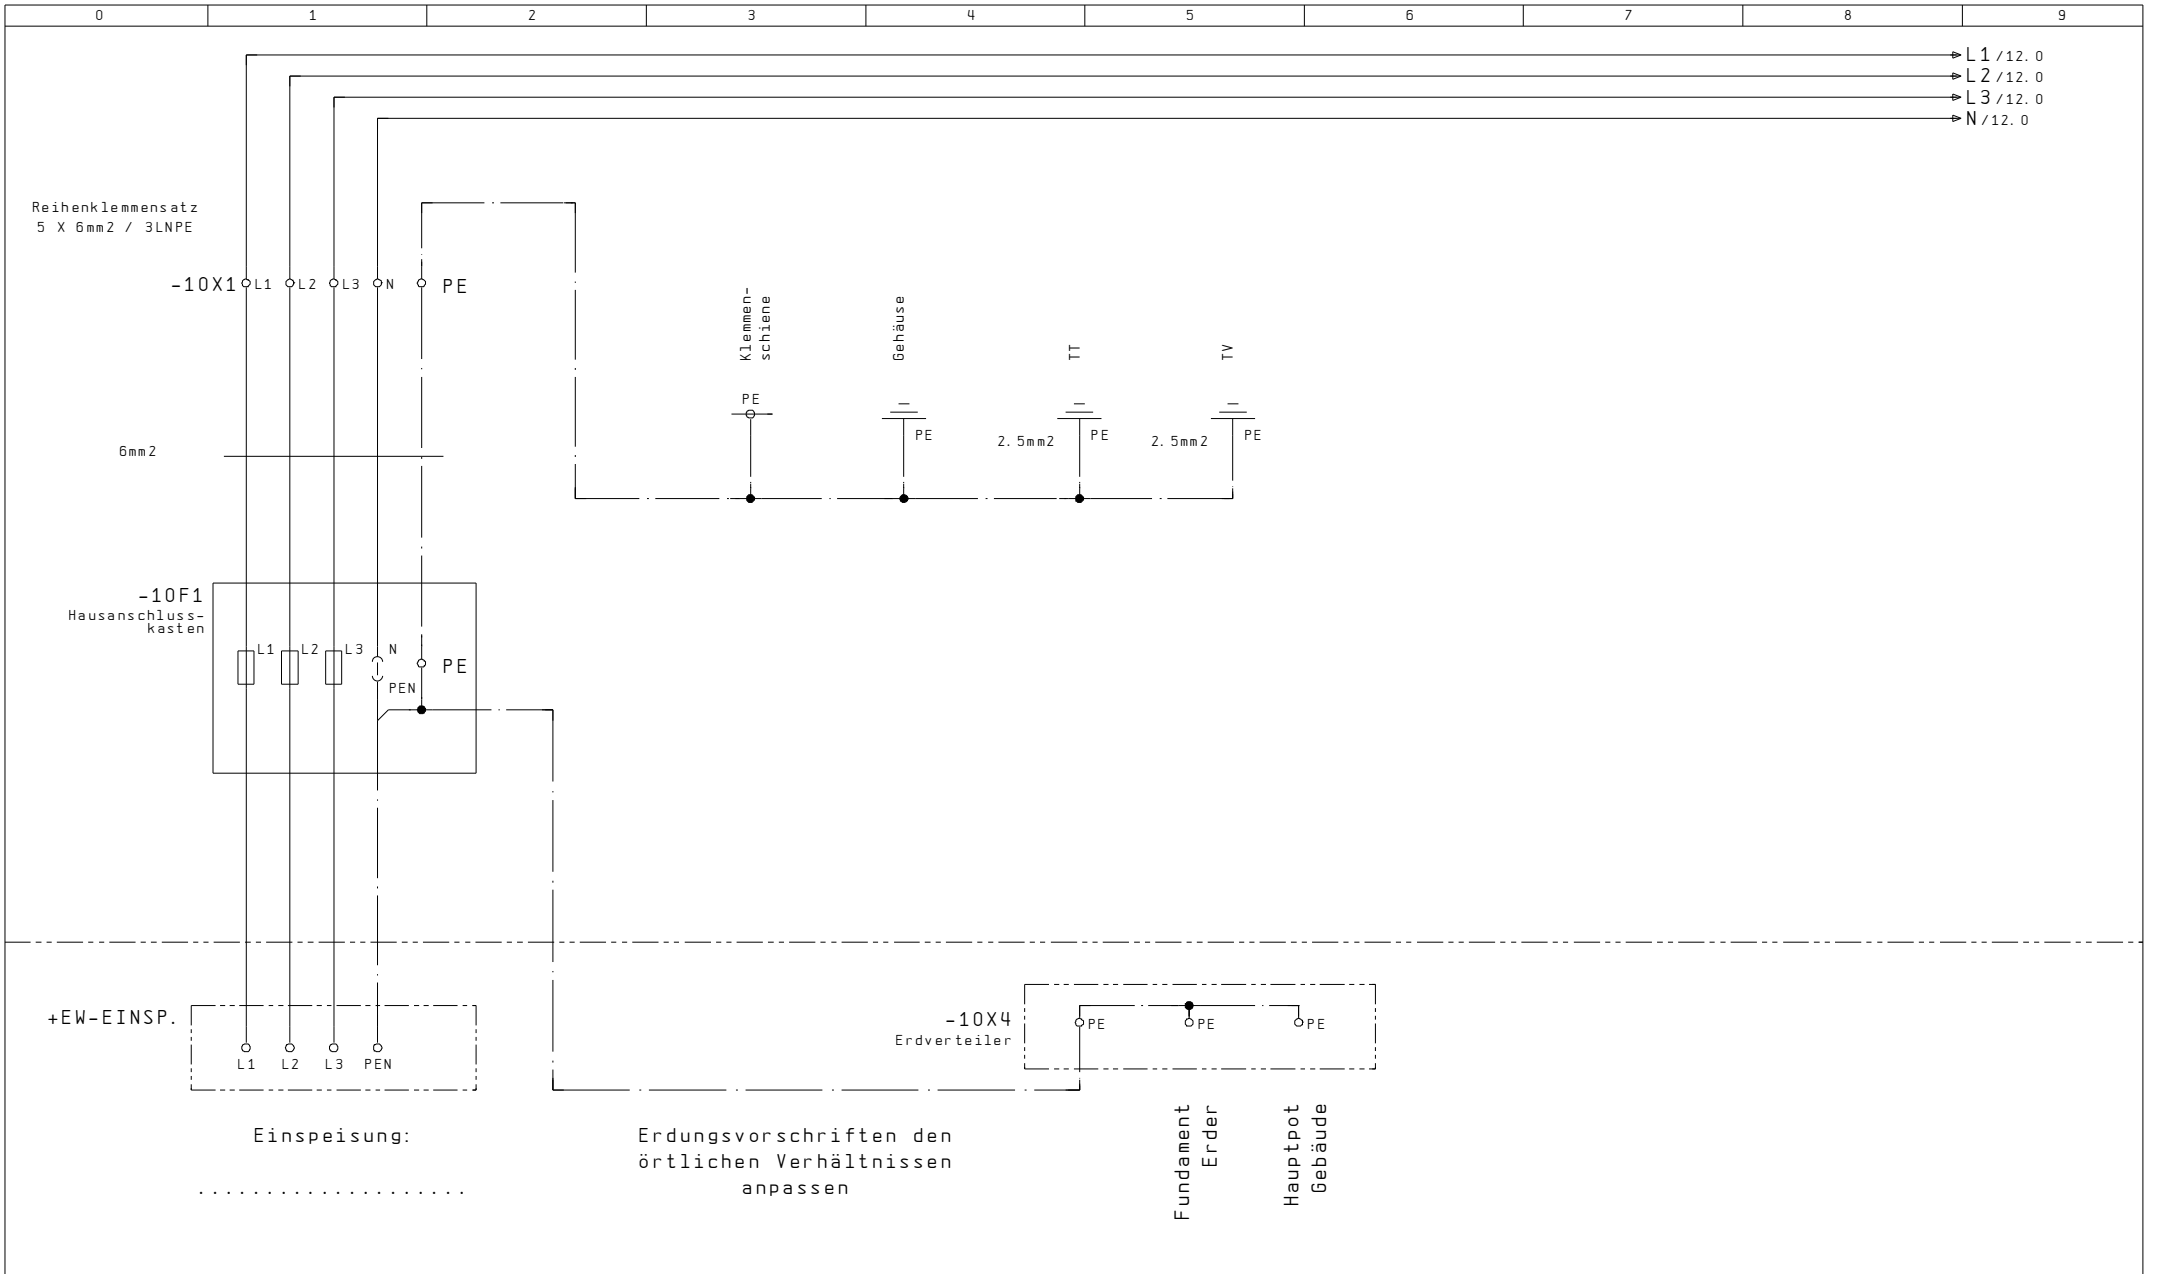 0 1 2 3 4 5 6 7 8 9
L1 /12.0
L2 /12.0
L3 /12.0
N /12.0
Reihenklemmensatz
5 X 6mm2 / 3LNPE
-10X1 L1 L2 L3 N PE
Klemmen-
schiene
Gehäuse
TT
TV
PE
PE
2.5mm2 PE
2.5mm2 PE
6mm2
-10F1
Hausanschluss-
kasten
L1 L2 L3 N
PE
PEN
+EW-EINSP.
L1 L2 L3 PEN
-10X4
Erdverteiler
PE PE PE
Einspeisung:
....................
Erdungsvorschriften den
örtlichen Verhältnissen
anpassen
Fundament
Erder
Hauptpot
Gebäude